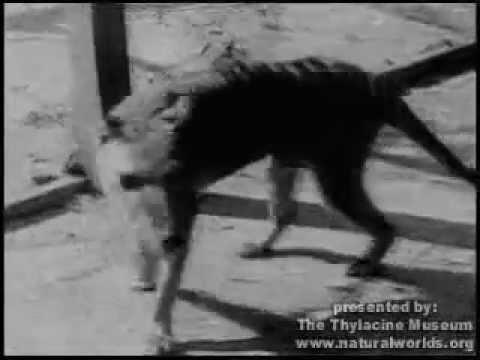 presented by:
The Thylacine Museum
www.naturalworlds.org